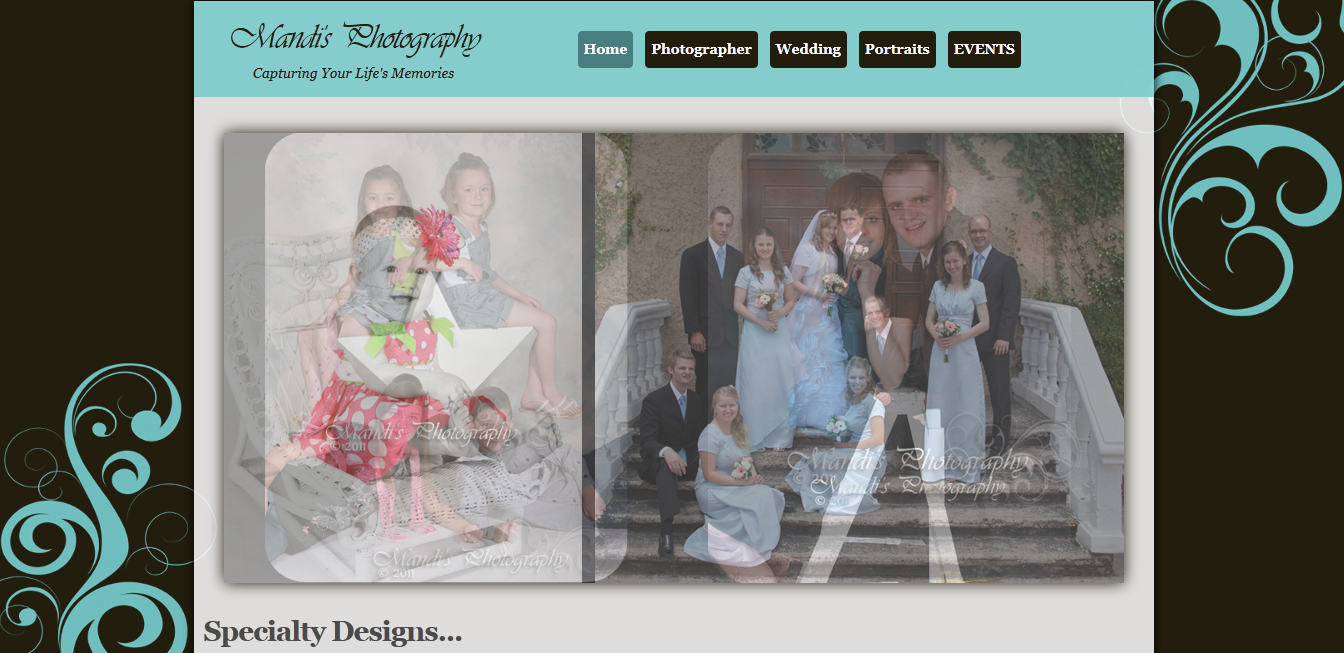 Mandi's Photography
Capturing Your Life's Memories
Home Photographer Wedding Portraits EVENTS
Mandi's Photography
© 2011
Mandi's Photography
©
Mandi's Photography
© 2011
Mandi's Photography
© 2011
Specialty Designs...